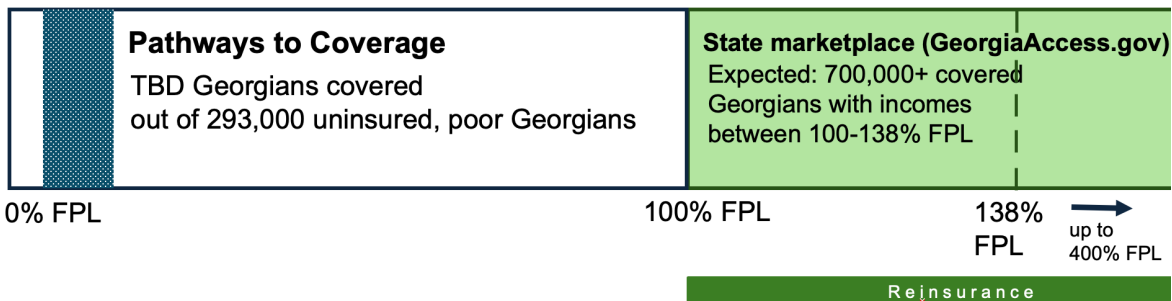 Pathways to Coverage
TBD Georgians covered
out of 293,000 uninsured, poor Georgians
State marketplace (GeorgiaAccess.gov)
Expected: 700,000+ covered
Georgians with incomes
between 100-138% FPL
0% FPL
100% FPL
138%
FPL
up to
400% FPL
Reinsurance